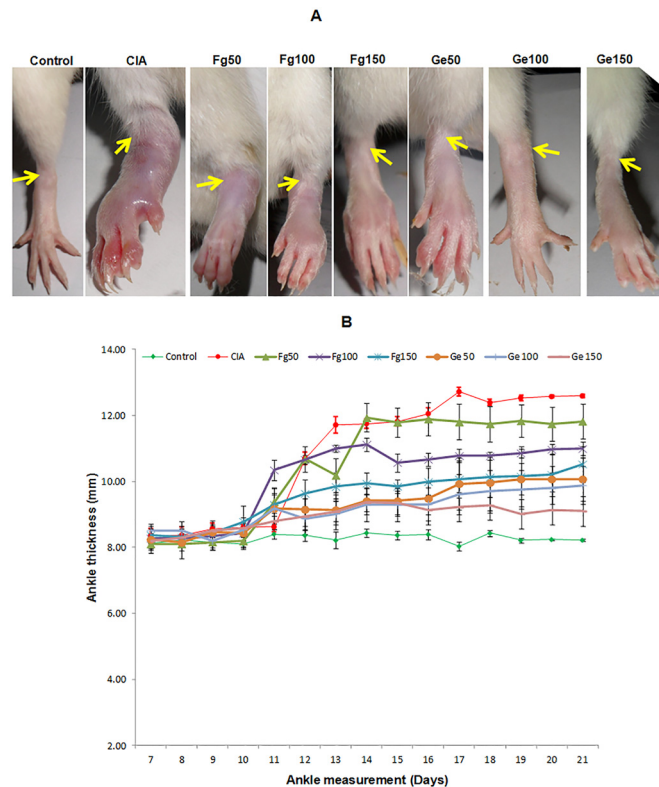 A
Control CIA Fg50 Fg100 Fg150 Ge50 Ge100 Ge150
B
14.00
Control CIA Fg50 Fg100 Fg150 Ge 50 Ge 100 Ge 150
12.00
10.00
8.00
6.00
4.00
2.00
Ankle thickness (mm)
7 8 9 10 11 12 13 14 15 16 17 18 19 20 21
Ankle measurement (Days)